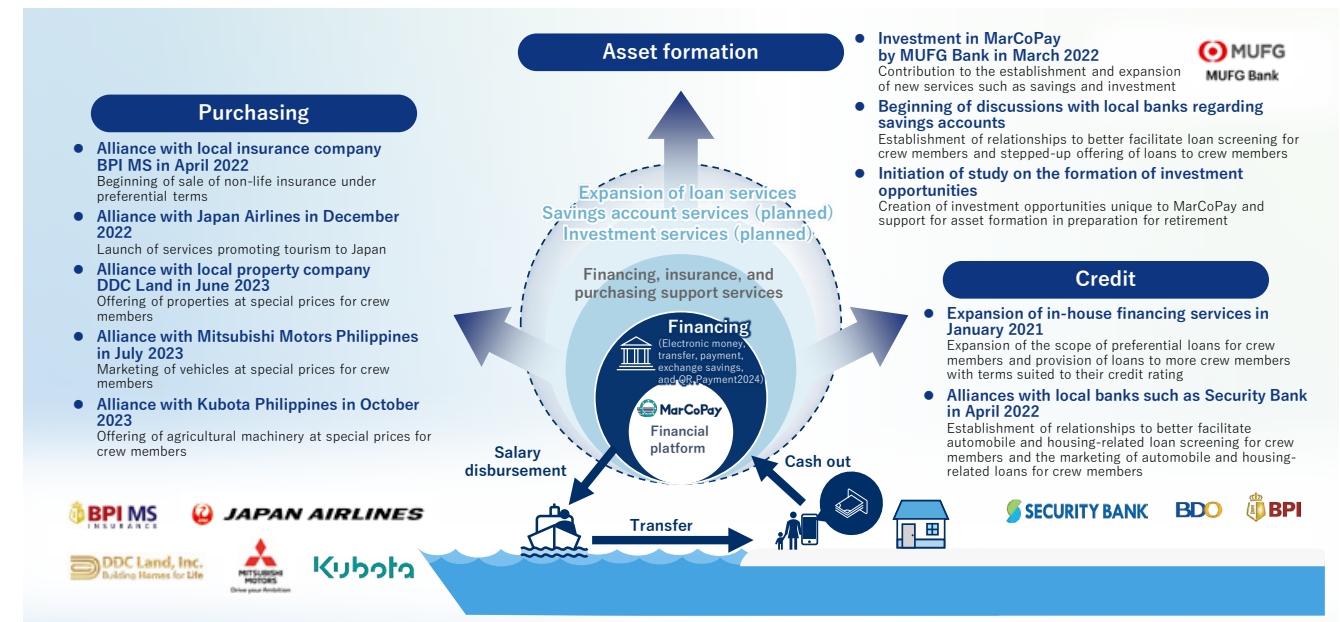 Purchasing
Alliance with local insurance company
BPI MS in April 2022
Beginning of sale of non-life insurance under
preferential terms
Alliance with Japan Airlines in December
2022
Launch of services promoting tourism to Japan
Alliance with local property company
DDC Land in June 2023
Offering of properties at special prices for crew
members
Alliance with Mitsubishi Motors Philippines
in July 2023
Marketing of vehicles at special prices for crew
members
Alliance with Kubota Philippines in October
2023
Offering of agricultural machinery at special prices for
crew members
BPI MS
INSURANCE
JAPAN AIRLINES
DDC Land, Inc.
Building Homes for Life
MITSUBISHI
MOTORS
Drive your Ambition
Kubota
Asset formation
Investment in MarCoPay
by MUFG Bank in March 2022
Contribution to the establishment and expansion
of new services such as savings and investment
Beginning of discussions with local banks regarding
savings accounts
Establishment of relationships to better facilitate loan screening for
crew members and stepped-up offering of loans to crew members
Initiation of study on the formation of investment
opportunities
Creation of investment opportunities unique to MarCoPay and
support for asset formation in preparation for retirement
MUFG
MUFG Bank
Expansion of loan services
Savings account services (planned)
Investment services (planned)
Financing, insurance, and
purchasing support services
Financing
(Electronic money,
transfer, payment,
exchange savings,
and QR Payment2024)
MarCoPay
Financial
platform
Salary
disbursement
Transfer
Cash out
Credit
Expansion of in-house financing services in
January 2021
Expansion of the scope of preferential loans for crew
members and provision of loans to more crew members
with terms suited to their credit rating
Alliances with local banks such as Security Bank
in April 2022
Establishment of relationships to better facilitate
automobile and housing-related loan screening for crew
members and the marketing of automobile and housing-
related loans for crew members
SECURITY BANK
BDO
BPI